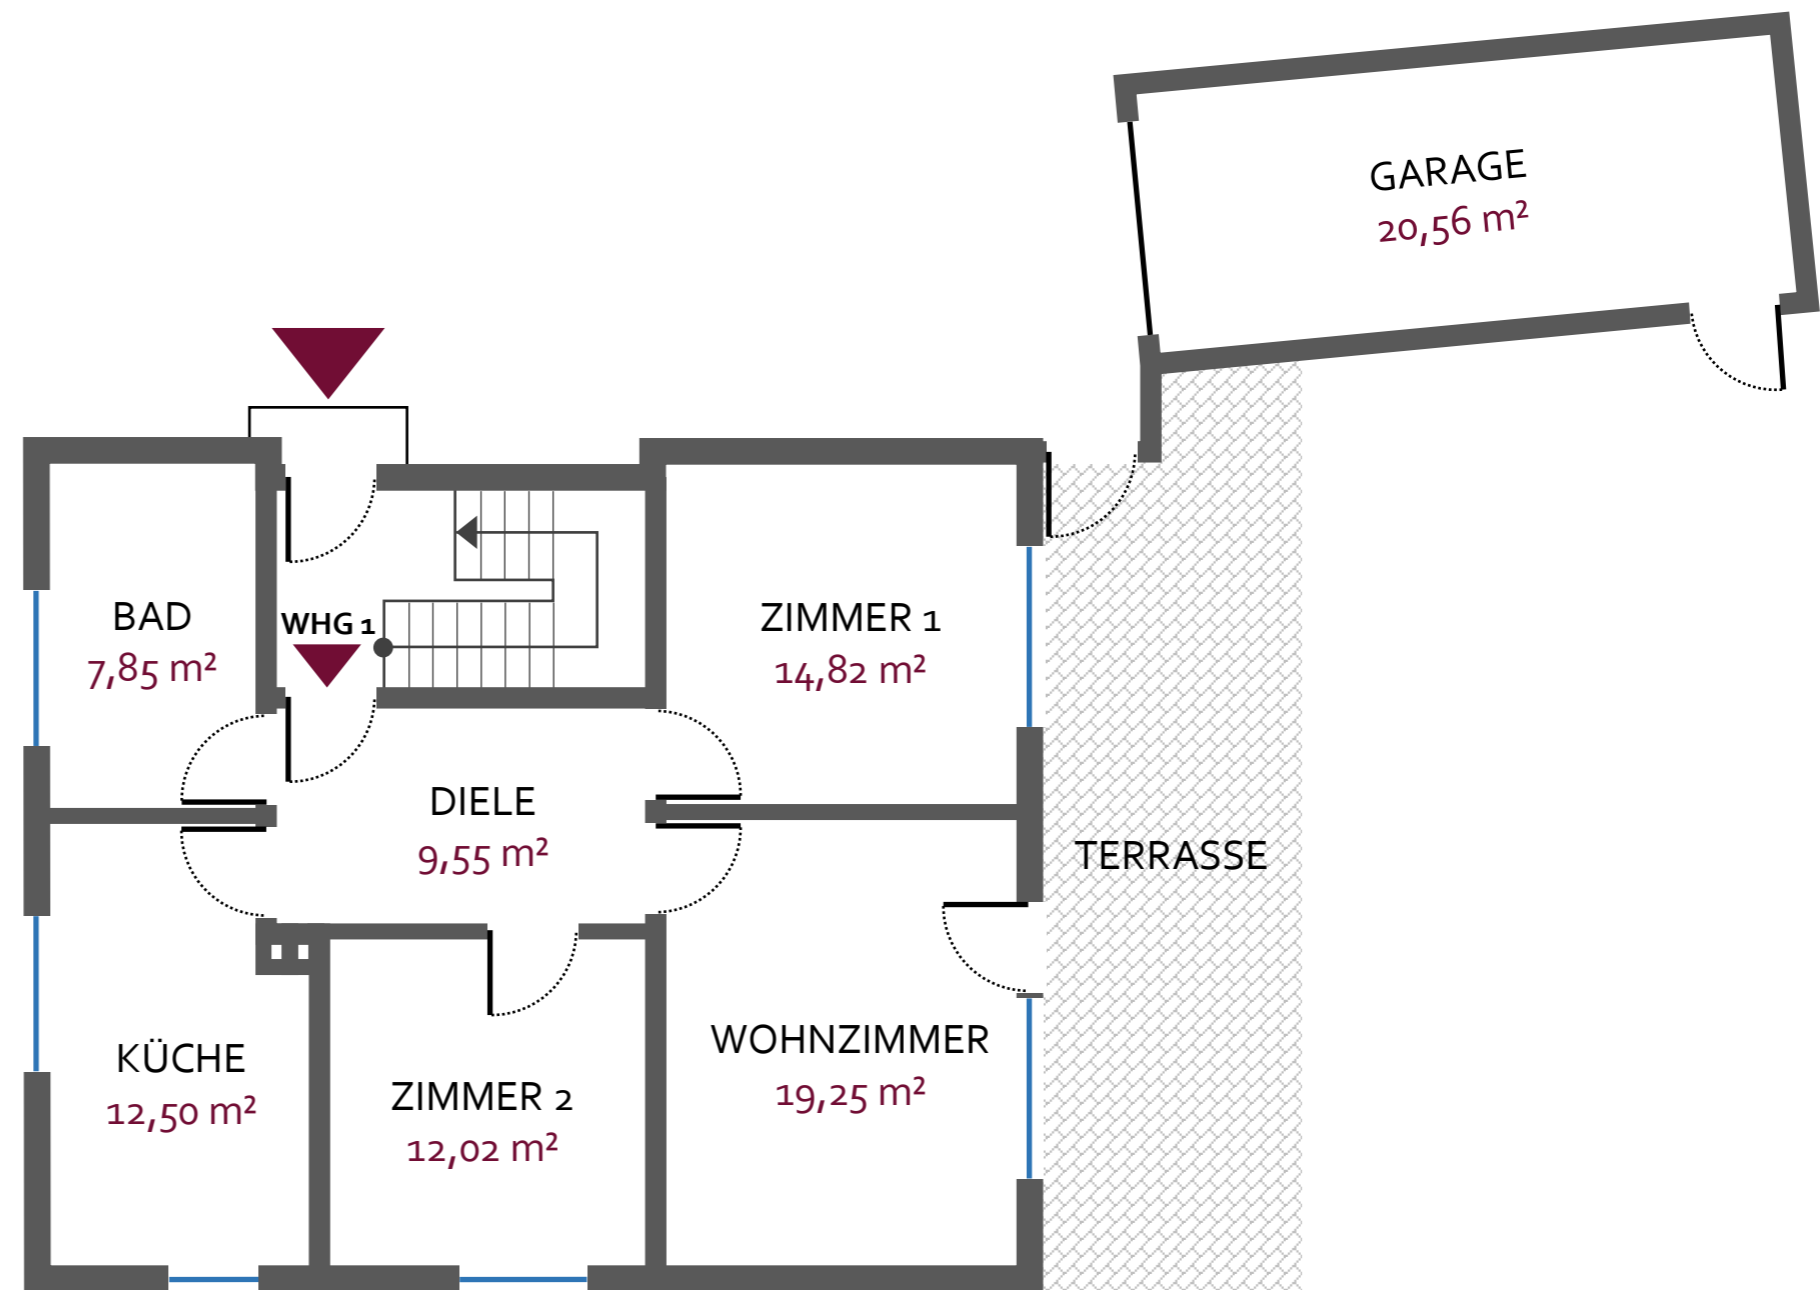 GARAGE
20,56 m²
WHG 1
BAD
7,85 m²
ZIMMER 1
14,82 m²
DIELE
9,55 m²
TERRASSE
KÜCHE
12,50 m²
ZIMMER 2
12,02 m²
WOHNZIMMER
19,25 m²